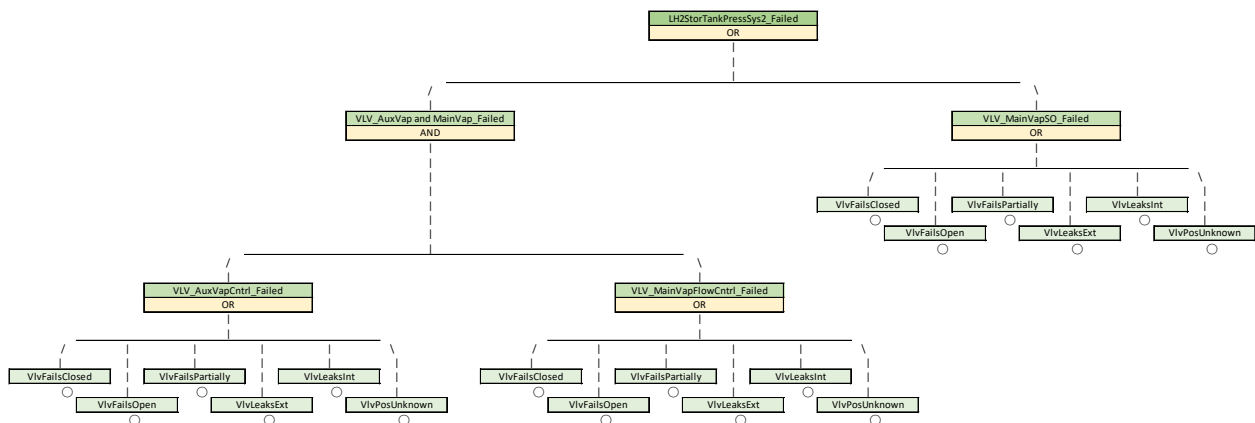 LH2StorTankPressSys2_Failed
OR
VLV_AuxVap and MainVap_Failed
AND
VLV_MainVapSO_Failed
OR
VlvFailsClosed
VlvFailsPartially
VlvLeaksInt
VlvFailsOpen
VlvLeaksExt
VlvPosUnknown
VLV_AuxVapCntrl_Failed
OR
VLV_MainVapFlowCntrl_Failed
OR
VlvFailsClosed
VlvFailsPartially
VlvLeaksInt
VlvFailsOpen
VlvLeaksExt
VlvPosUnknown
VlvFailsClosed
VlvFailsPartially
VlvLeaksInt
VlvFailsOpen
VlvLeaksExt
VlvPosUnknown